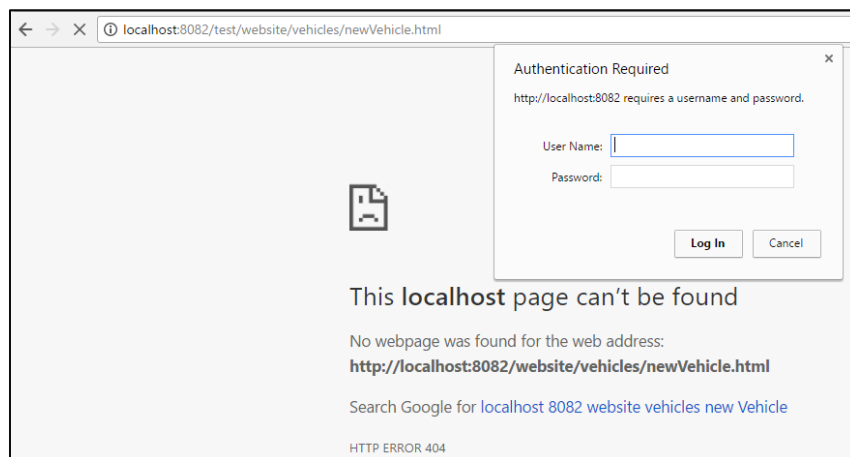 localhost:8082/test/website/vehicles/newVehicle.html
Authentication Required
http://localhost:8082 requires a username and password.
User Name:
Password:
Log In
Cancel
This localhost page can’t be found
No webpage was found for the web address:
http://localhost:8082/website/vehicles/newVehicle.html
Search Google for localhost 8082 website vehicles new Vehicle
HTTP ERROR 404